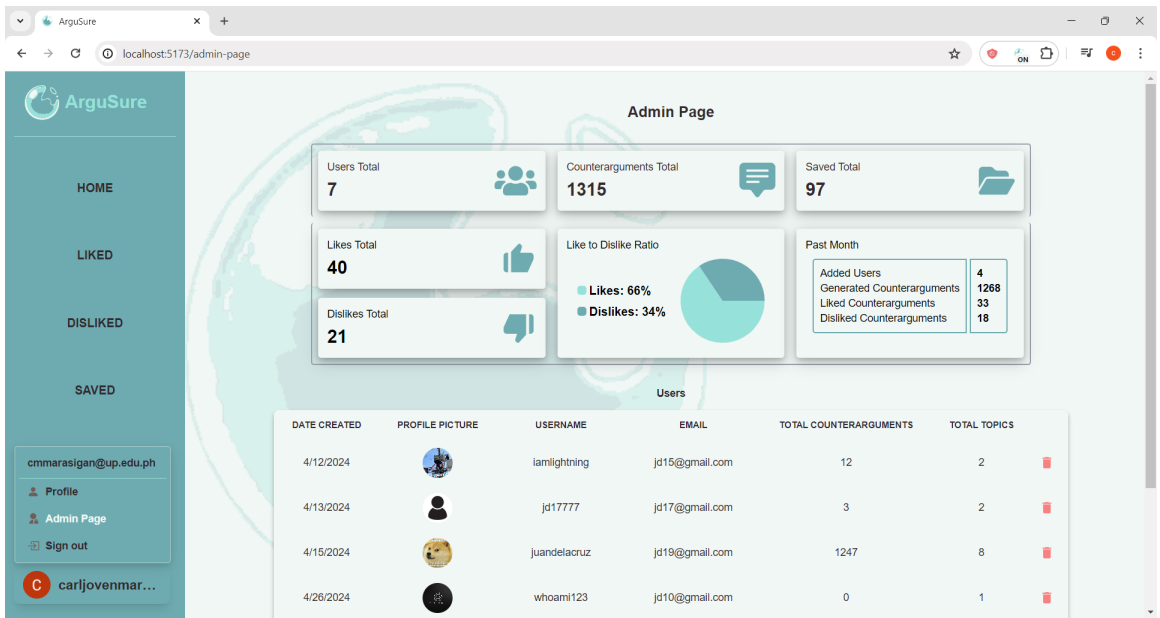 ArguSure
localhost:5173/admin-page
ON
C
ArguSure
HOME
LIKED
DISLIKED
SAVED
cmmarasigan@up.edu.ph
Profile
Admin Page
Sign out
C carljovenmar...
Admin Page
Users Total
7
Counterarguments Total
1315
Saved Total
97
Likes Total
40
Dislikes Total
21
Like to Dislike Ratio
Likes: 66%
Dislikes: 34%
Past Month
Added Users 4
Generated Counterarguments 1268
Liked Counterarguments 33
Disliked Counterarguments 18
Users
DATE CREATED PROFILE PICTURE USERNAME EMAIL TOTAL COUNTERARGUMENTS TOTAL TOPICS
4/12/2024 iamlightning jd15@gmail.com 12 2
4/13/2024 jd17777 jd17@gmail.com 3 2
4/15/2024 juandelacruz jd19@gmail.com 1247 8
4/26/2024 whoami123 jd10@gmail.com 0 1